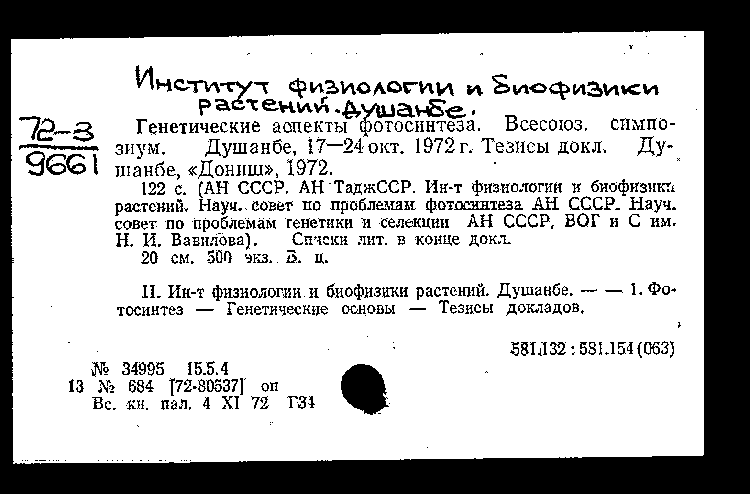 Институт физиологии и биофизики
растений. Душанбе.
72-3
9661
Генетические аспекты фотосинтеза. Всесоюз. симпо-
зиум. Душанбе, 17—24 окт. 1972 г. Тезисы докл. Ду-
шанбе, «Дониш», 1972.
122 с. (АН СССР. АН ТаджССР. Ин-т физиологии и биофизики
растений. Науч. совет по проблемам фотосинтеза АН СССР. Науч.
совет по проблемам генетики и селекции АН СССР, ВОГ и С им.
Н. И. Вавилова). Списки лит. в конце докл.
20 см. 500 экз. Б. ц.
II. Ин-т физиологии и биофизики растений. Душанбе. — — 1. Фо-
тосинтез — Генетические основы — Тезисы докладов.
581.132 : 581.154 (063)
№ 34995 15.5.4
13 № 684 [72-80537] оп
Вс. кн. пал. 4 XI 72 Г34